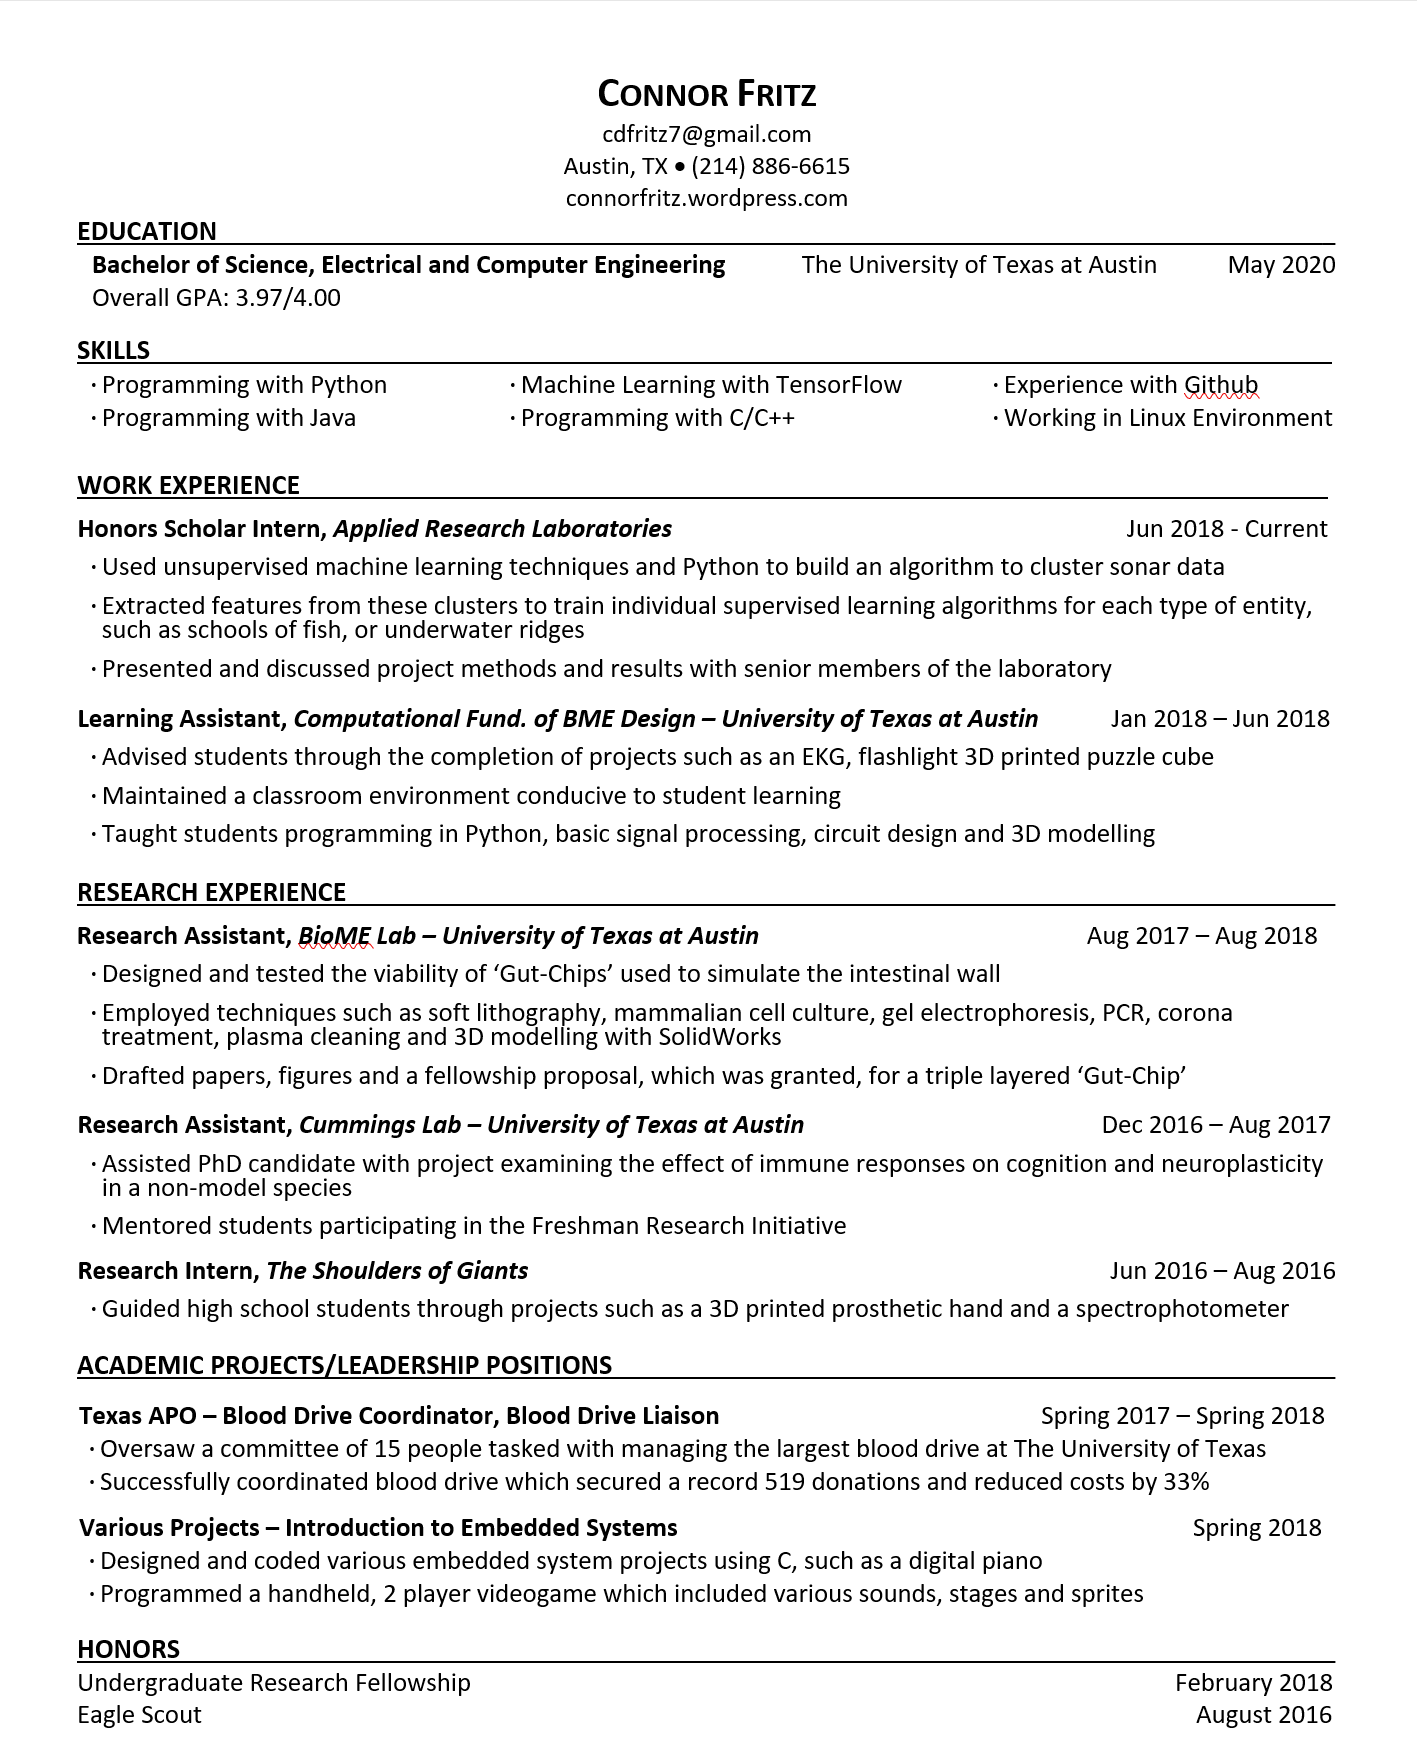 CONNOR FRITZ
cdfritz7@gmail.com
Austin, TX • (214) 886-6615
connorfritz.wordpress.com
EDUCATION
Bachelor of Science, Electrical and Computer Engineering The University of Texas at Austin May 2020
Overall GPA: 3.97/4.00
SKILLS
· Programming with Python · Machine Learning with TensorFlow · Experience with Github
· Programming with Java · Programming with C/C++ · Working in Linux Environment
WORK EXPERIENCE
Honors Scholar Intern, Applied Research Laboratories Jun 2018 - Current
· Used unsupervised machine learning techniques and Python to build an algorithm to cluster sonar data
· Extracted features from these clusters to train individual supervised learning algorithms for each type of entity,
such as schools of fish, or underwater ridges
· Presented and discussed project methods and results with senior members of the laboratory
Learning Assistant, Computational Fund. of BME Design – University of Texas at Austin Jan 2018 – Jun 2018
· Advised students through the completion of projects such as an EKG, flashlight 3D printed puzzle cube
· Maintained a classroom environment conducive to student learning
· Taught students programming in Python, basic signal processing, circuit design and 3D modelling
RESEARCH EXPERIENCE
Research Assistant, BioME Lab – University of Texas at Austin Aug 2017 – Aug 2018
· Designed and tested the viability of ‘Gut-Chips’ used to simulate the intestinal wall
· Employed techniques such as soft lithography, mammalian cell culture, gel electrophoresis, PCR, corona
treatment, plasma cleaning and 3D modelling with SolidWorks
· Drafted papers, figures and a fellowship proposal, which was granted, for a triple layered ‘Gut-Chip’
Research Assistant, Cummings Lab – University of Texas at Austin Dec 2016 – Aug 2017
· Assisted PhD candidate with project examining the effect of immune responses on cognition and neuroplasticity
in a non-model species
· Mentored students participating in the Freshman Research Initiative
Research Intern, The Shoulders of Giants Jun 2016 – Aug 2016
· Guided high school students through projects such as a 3D printed prosthetic hand and a spectrophotometer
ACADEMIC PROJECTS/LEADERSHIP POSITIONS
Texas APO – Blood Drive Coordinator, Blood Drive Liaison Spring 2017 – Spring 2018
· Oversaw a committee of 15 people tasked with managing the largest blood drive at The University of Texas
· Successfully coordinated blood drive which secured a record 519 donations and reduced costs by 33%
Various Projects – Introduction to Embedded Systems Spring 2018
· Designed and coded various embedded system projects using C, such as a digital piano
· Programmed a handheld, 2 player videogame which included various sounds, stages and sprites
HONORS
Undergraduate Research Fellowship February 2018
Eagle Scout August 2016